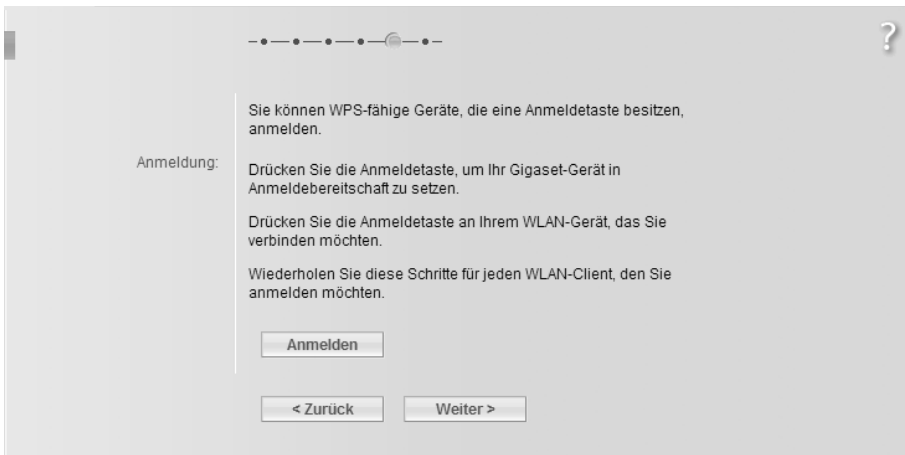 ?
Sie können WPS-fähige Geräte, die eine Anmeldetaste besitzen,
anmelden.
Anmeldung:
Drücken Sie die Anmeldetaste, um Ihr Gigaset-Gerät in
Anmeldebereitschaft zu setzen.
Drücken Sie die Anmeldetaste an Ihrem WLAN-Gerät, das Sie
verbinden möchten.
Wiederholen Sie diese Schritte für jeden WLAN-Client, den Sie
anmelden möchten.
Anmelden
< Zurück Weiter >